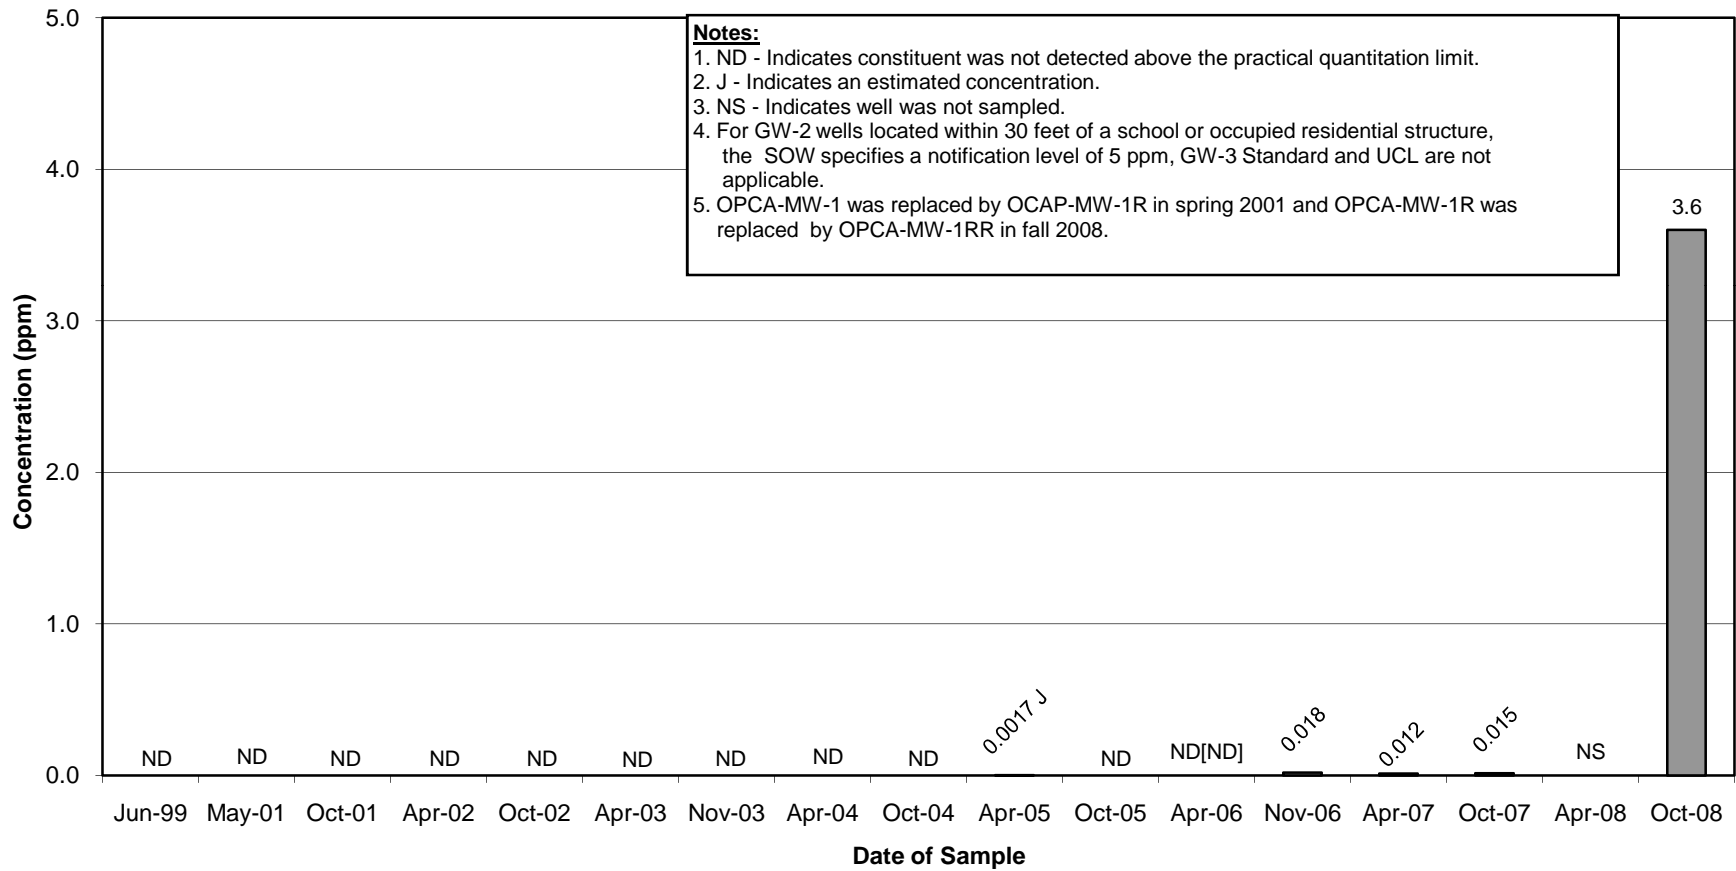 5.0
4.0
3.0
2.0
1.0
0.0
Concentration (ppm)
Notes:
1. ND - Indicates constituent was not detected above the practical quantitation limit.
2. J - Indicates an estimated concentration.
3. NS - Indicates well was not sampled.
4. For GW-2 wells located within 30 feet of a school or occupied residential structure,
the SOW specifies a notification level of 5 ppm, GW-3 Standard and UCL are not
applicable.
5. OPCA-MW-1 was replaced by OCAP-MW-1R in spring 2001 and OPCA-MW-1R was
replaced by OPCA-MW-1RR in fall 2008.
ND ND ND ND ND ND ND ND ND 0.0017 J ND ND[ND] 0.018 0.012 0.015 NS 3.6
Jun-99 May-01 Oct-01 Apr-02 Oct-02 Apr-03 Nov-03 Apr-04 Oct-04 Apr-05 Oct-05 Apr-06 Nov-06 Apr-07 Oct-07 Apr-08 Oct-08
Date of Sample